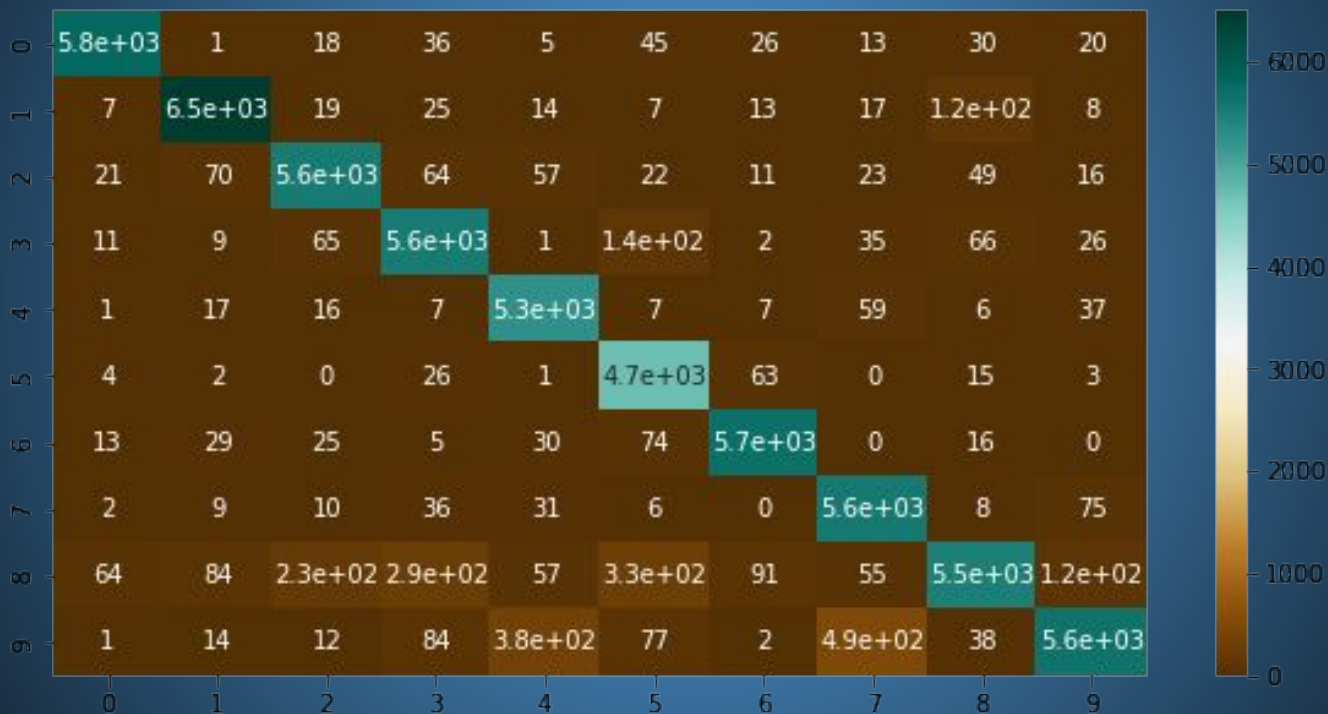 0 5.8e+03 1 18 36 5 45 26 13 30 20
1 7 6.5e+03 19 25 14 7 13 17 1.2e+02 8
2 21 70 5.6e+03 64 57 22 11 23 49 16
3 11 9 65 5.6e+03 1 1.4e+02 2 35 66 26
4 1 17 16 7 5.3e+03 7 7 59 6 37
5 4 2 0 26 1 4.7e+03 63 0 15 3
6 13 29 25 5 30 74 5.7e+03 0 16 0
7 2 9 10 36 31 6 0 5.6e+03 8 75
8 64 84 2.3e+02 2.9e+02 57 3.3e+02 91 55 5.5e+03 1.2e+02
9 1 14 12 84 3.8e+02 77 2 4.9e+02 38 5.6e+03
0 1 2 3 4 5 6 7 8 9
6000
5000
4000
3000
2000
1000
0